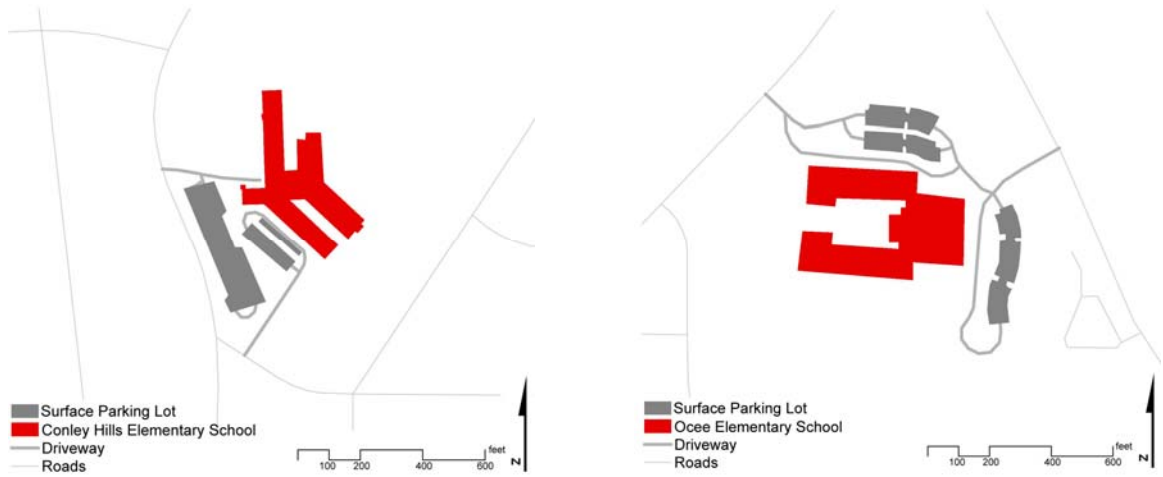 Surface Parking Lot
Conley Hills Elementary School
Driveway
Roads
feet
100 200 400 600
N
Surface Parking Lot
Ocee Elementary School
Driveway
Roads
feet
100 200 400 600
N